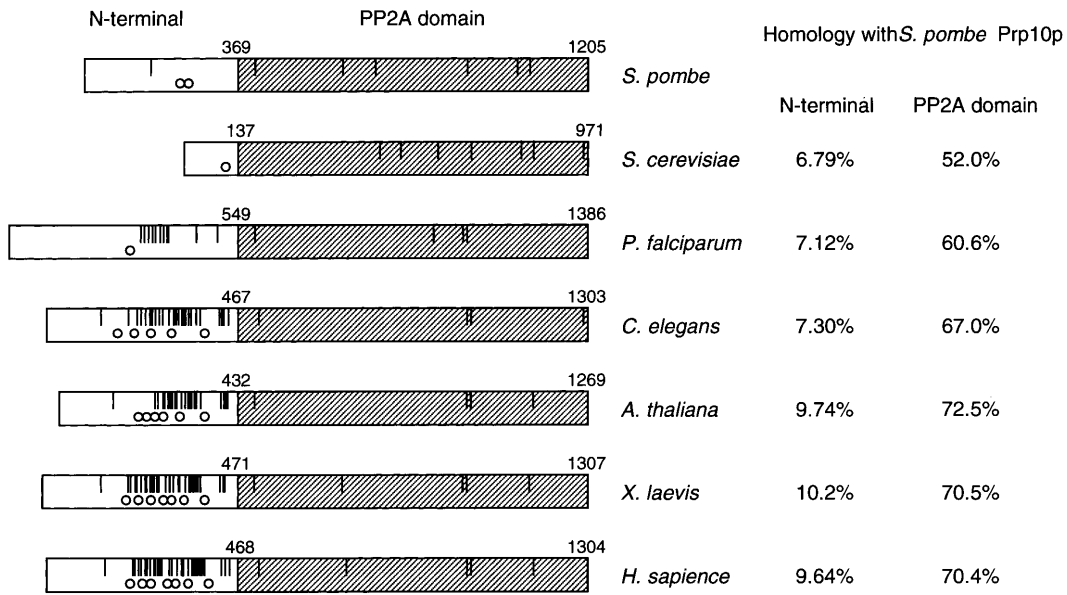 N-terminal PP2A domain
Homology with S. pombe Prp10p
369 1205
S. pombe
N-terminal PP2A domain
137 971
S. cerevisiae 6.79% 52.0%
549 1386
P. falciparum 7.12% 60.6%
467 1303
C. elegans 7.30% 67.0%
432 1269
A. thaliana 9.74% 72.5%
471 1307
X. laevis 10.2% 70.5%
468 1304
H. sapience 9.64% 70.4%